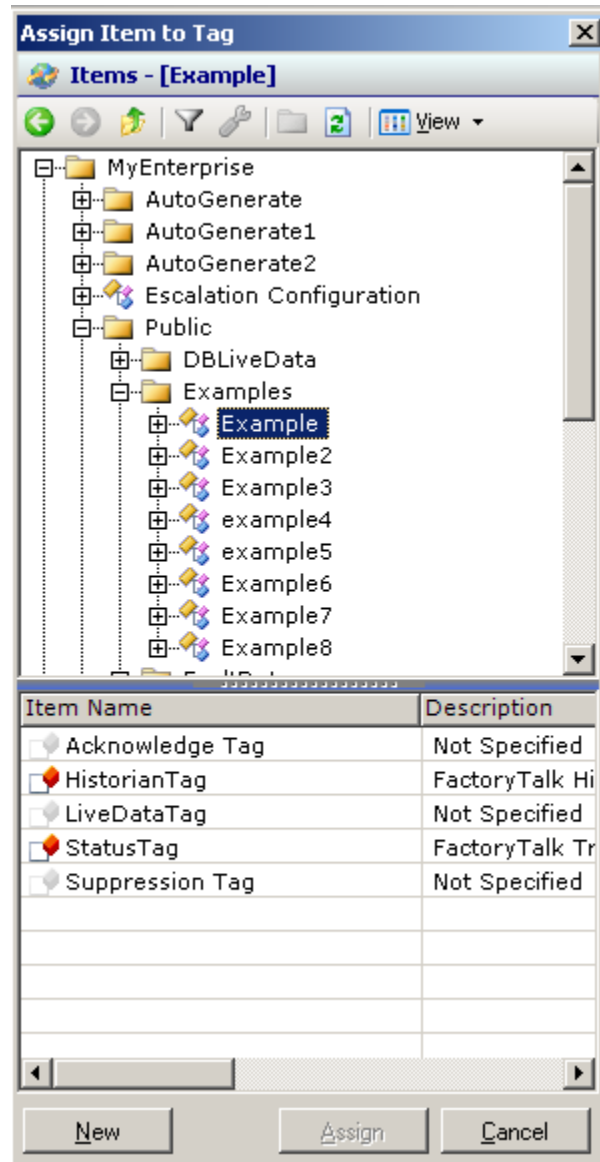 Assign Item to Tag
Items - [Example]
View
MyEnterprise
AutoGenerate
AutoGenerate1
AutoGenerate2
Escalation Configuration
Public
DBLiveData
Examples
Example
Example2
Example3
example4
example5
Example6
Example7
Example8
Item Name Description
Acknowledge Tag Not Specified
HistorianTag FactoryTalk Hi
LiveDataTag Not Specified
StatusTag FactoryTalk Tr
Suppression Tag Not Specified
New Assign Cancel